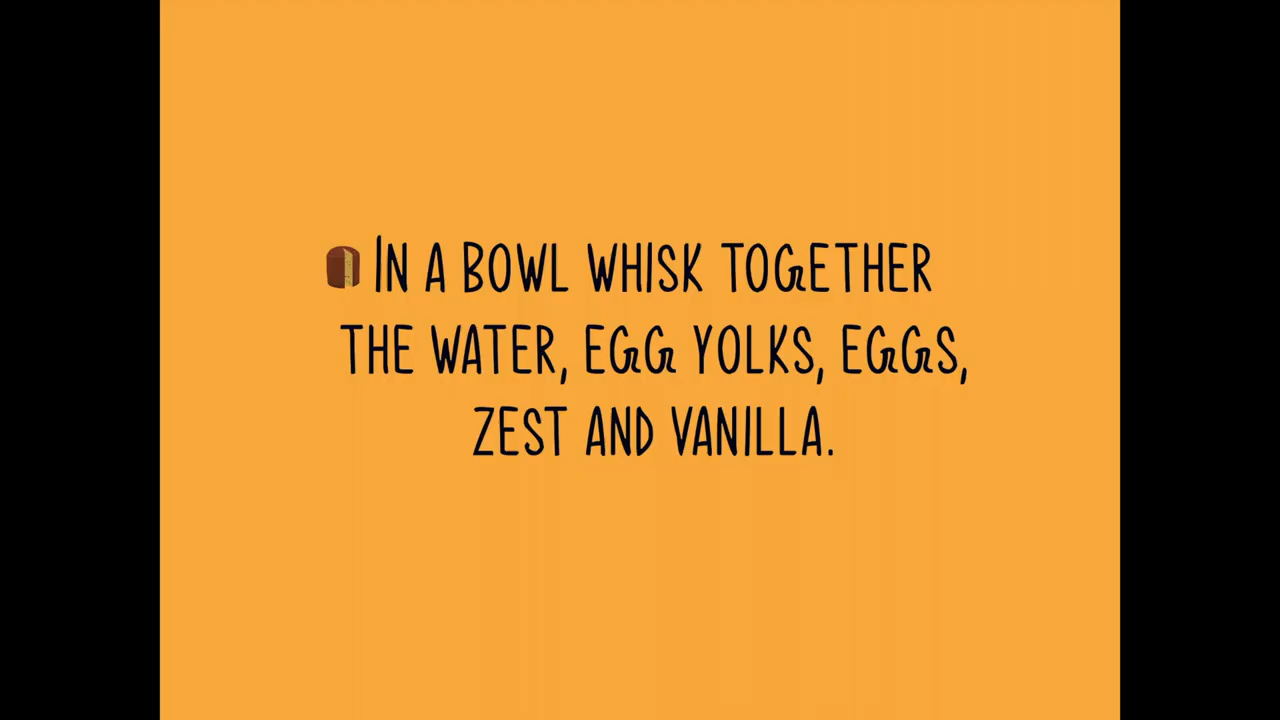 IN A BOWL WHISK TOGETHER
THE WATER, EGG YOLKS, EGGS,
ZEST AND VANILLA.